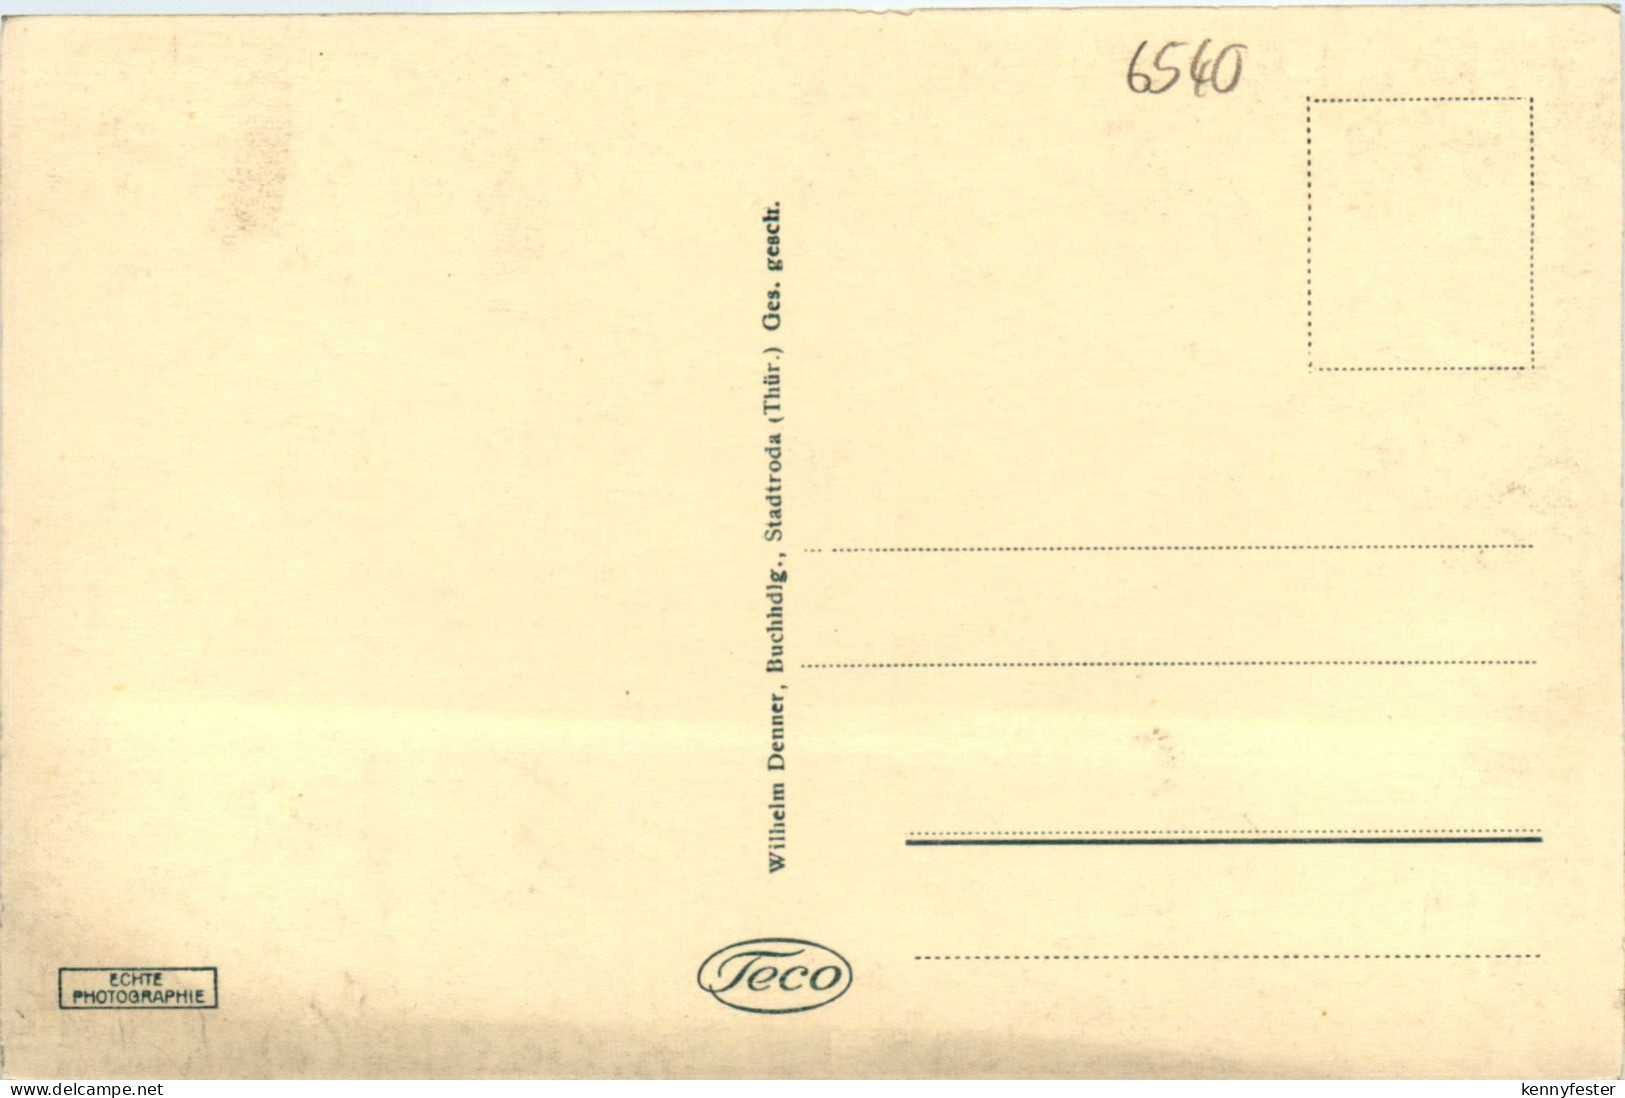 6540
Wilhelm Denner, Buchhdlg., Stadtroda (Thür.) Ges. gesch.
Teco
ECHTE
PHOTOGRAPHIE
www.delcampe.net
kennyfester